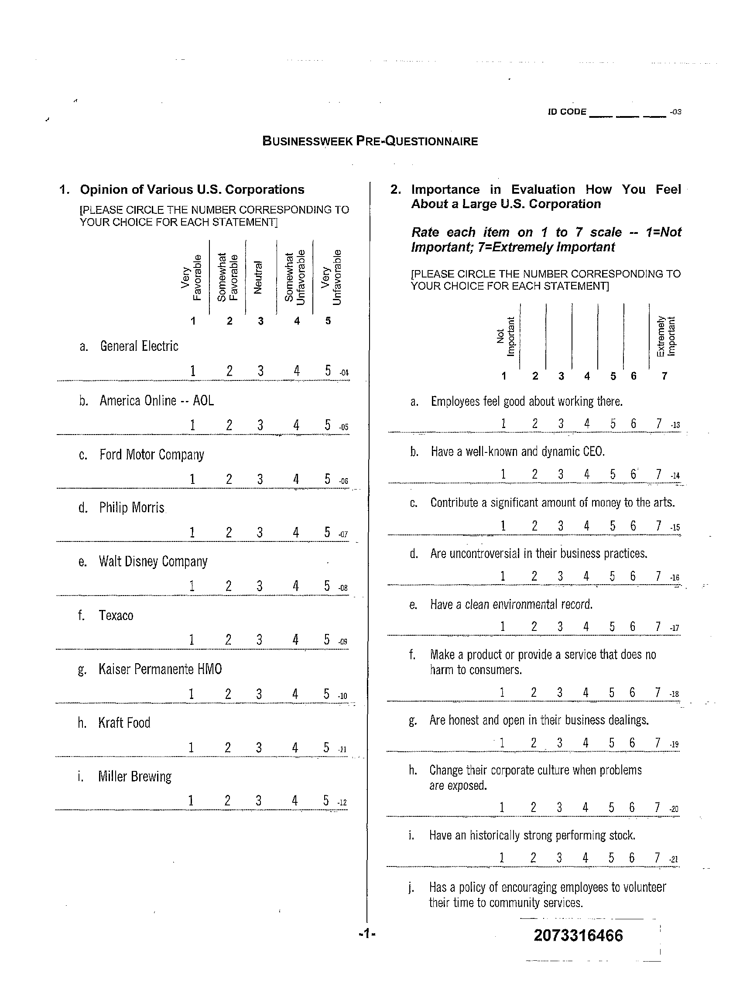 ID CODE ____ ____ ____ -03
BUSINESSWEEK PRE-QUESTIONNAIRE
1. Opinion of Various U.S. Corporations
[PLEASE CIRCLE THE NUMBER CORRESPONDING TO
YOUR CHOICE FOR EACH STATEMENT]
Very Favorable
Somewhat Favorable
Neutral
Somewhat Unfavorable
Very Unfavorable
1 2 3 4 5
a. General Electric
1 2 3 4 5 -04
b. America Online -- AOL
1 2 3 4 5 -05
c. Ford Motor Company
1 2 3 4 5 -06
d. Philip Morris
1 2 3 4 5 -07
e. Walt Disney Company
1 2 3 4 5 -08
f. Texaco
1 2 3 4 5 -09
g. Kaiser Permanente HMO
1 2 3 4 5 -10
h. Kraft Food
1 2 3 4 5 -11
i. Miller Brewing
1 2 3 4 5 -12
2. Importance in Evaluation How You Feel
About a Large U.S. Corporation
Rate each item on 1 to 7 scale -- 1=Not
Important; 7=Extremely Important
[PLEASE CIRCLE THE NUMBER CORRESPONDING TO
YOUR CHOICE FOR EACH STATEMENT]
Not Important
Extremely Important
1 2 3 4 5 6 7
a. Employees feel good about working there.
1 2 3 4 5 6 7 -13
b. Have a well-known and dynamic CEO.
1 2 3 4 5 6 7 -14
c. Contribute a significant amount of money to the arts.
1 2 3 4 5 6 7 -15
d. Are uncontroversial in their business practices.
1 2 3 4 5 6 7 -16
e. Have a clean environmental record.
1 2 3 4 5 6 7 -17
f. Make a product or provide a service that does no
harm to consumers.
1 2 3 4 5 6 7 -18
g. Are honest and open in their business dealings.
1 2 3 4 5 6 7 -19
h. Change their corporate culture when problems
are exposed.
1 2 3 4 5 6 7 -20
i. Have an historically strong performing stock.
1 2 3 4 5 6 7 -21
j. Has a policy of encouraging employees to volunteer
their time to community services.
-1-
2073316466